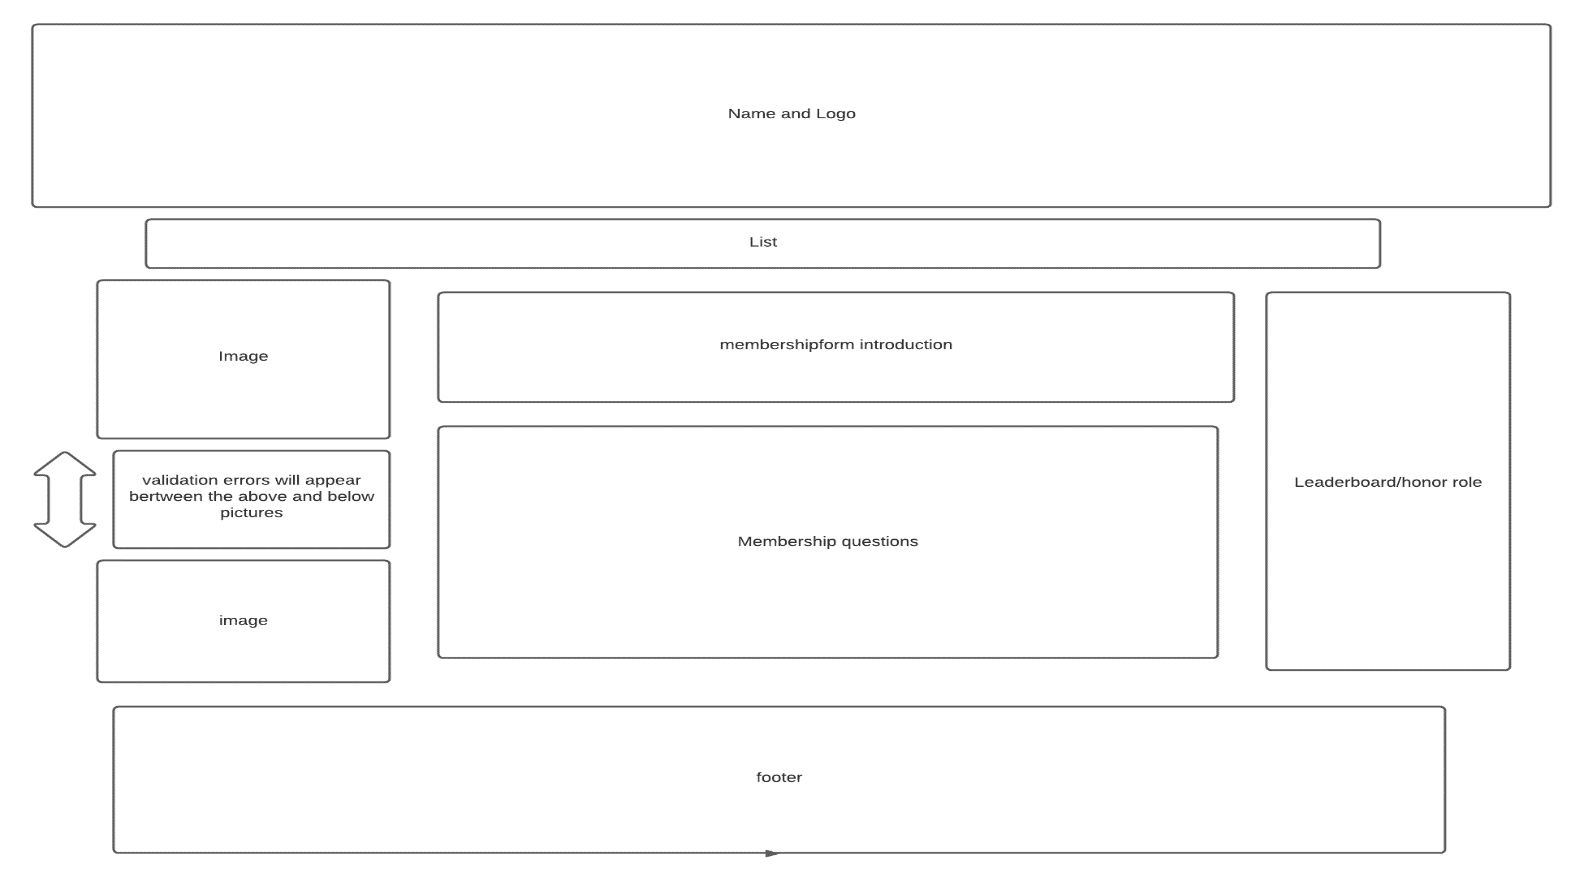 Name and Logo
List
Image
membershipform introduction
validation errors will appear
bertween the above and below
pictures
Leaderboard/honor role
Membership questions
image
footer